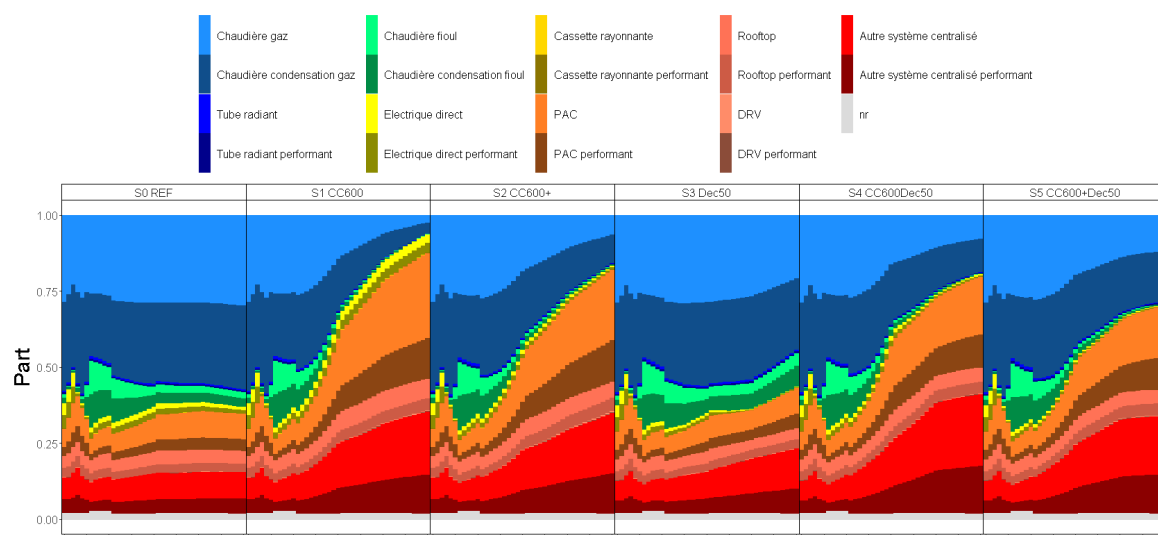 Chaudière gaz
Chaudière fioul
Cassette rayonnante
Rooftop
Autre système centralisé
Chaudière condensation gaz
Chaudière condensation fioul
Cassette rayonnante performant
Rooftop performant
Autre système centralisé performant
Tube radiant
Electrique direct
PAC
DRV
nr
Tube radiant performant
Electrique direct performant
PAC performant
DRV performant
S0 REF
S1 CC600
S2 CC600+
S3 Dec50
S4 CC600Dec50
S5 CC600+Dec50
1.00
0.75
0.50
0.25
0.00
Part